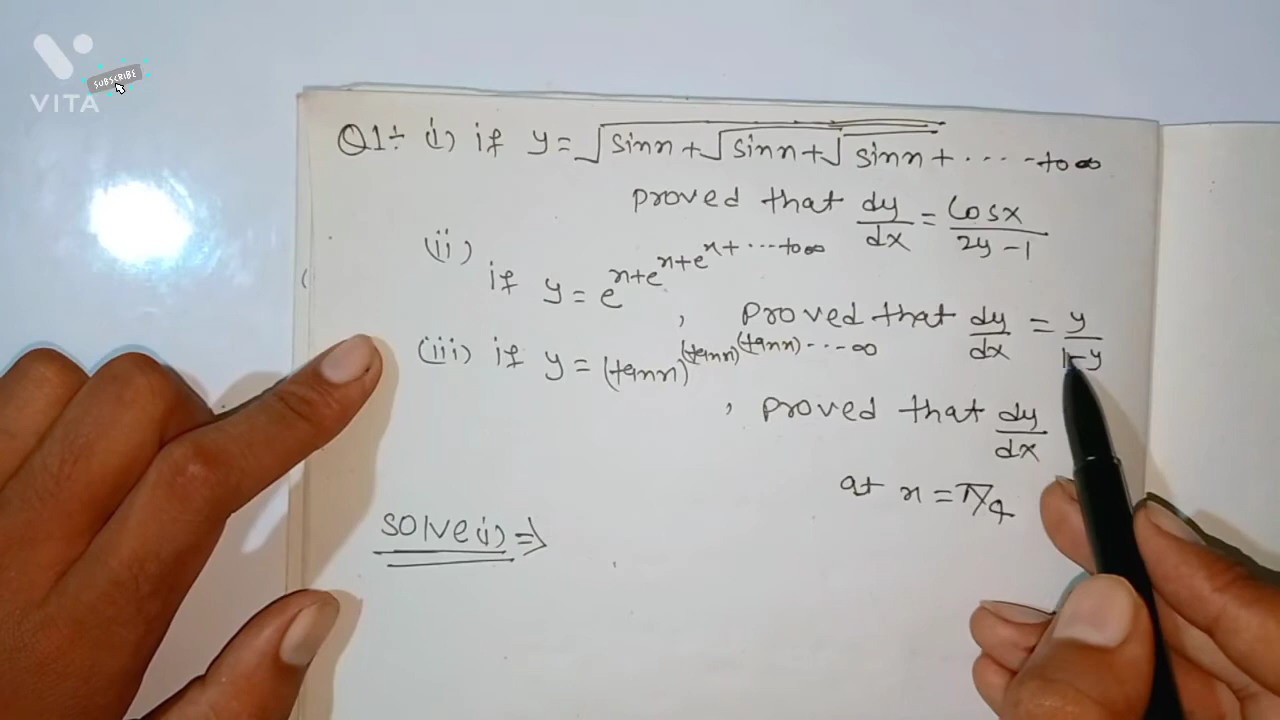 VITA
SUBSCRIBE
Q1÷ (i) if y = √sinx + √sinx + √sinx + .... to ∞
proved that dy/dx = cosx/2y-1
(ii) if y = e^x+e^x+e^x+ ... to ∞, proved that dy/dx = y/1-y
(iii) if y = (tanx)^(tanx)^(tanx) ... ∞, proved that dy/dx
at x = π/4
SOlve(i) ⇒